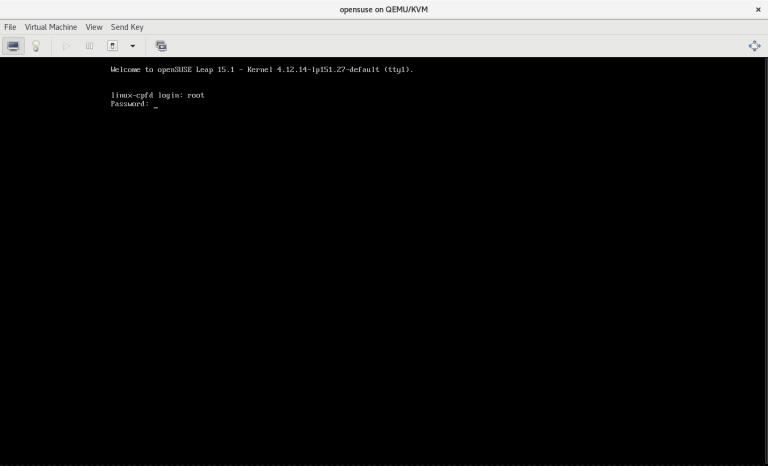 opensuse on QEMU/KVM
File Virtual Machine View Send Key
Welcome to openSUSE Leap 15.1 - Kernel 4.12.14-lp151.27-default (tty1).
linux-cpfd login: root
Password: _